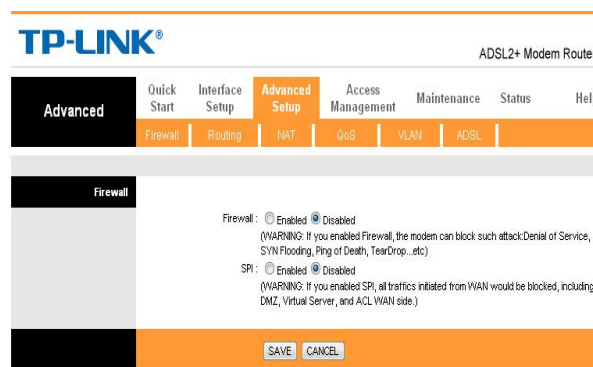 TP-LINK®
ADSL2+ Modem Route
Advanced
Quick Start
Interface Setup
Advanced Setup
Access Management
Maintenance
Status
Hel
Firewall
Routing
NAT
QoS
VLAN
ADSL
Firewall
Firewall : Enabled Disabled
(WARNING: If you enabled Firewall, the modem can block such attack:Denial of Service,
SYN Flooding, Ping of Death, TearDrop...etc)
SPI : Enabled Disabled
(WARNING: If you enabled SPI, all traffics initiated from WAN would be blocked, including
DMZ, Virtual Server, and ACL WAN side.)
SAVE CANCEL